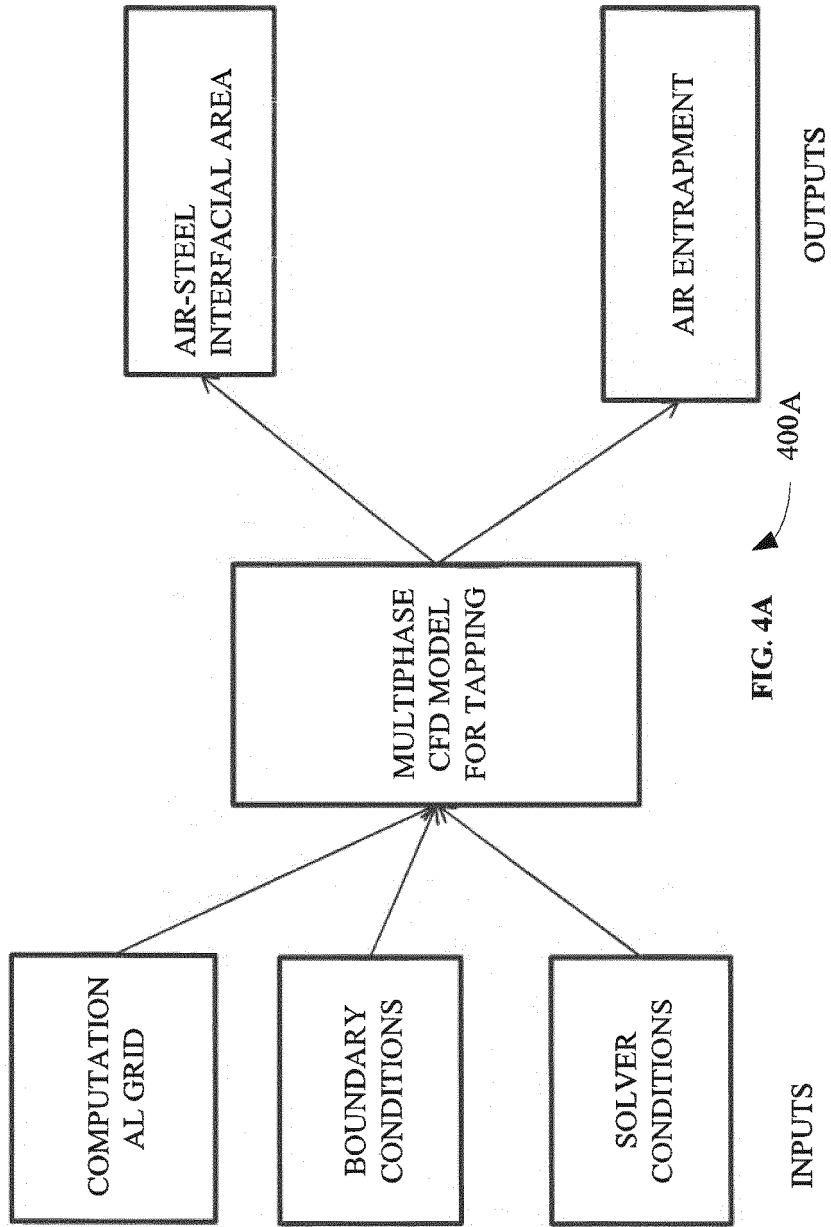 COMPUTATION
AL GRID
BOUNDARY
CONDITIONS
SOLVER
CONDITIONS
INPUTS
MULTIPHASE
CFD MODEL
FOR TAPPING
AIR-STEEL
INTERFACIAL AREA
AIR ENTRAPMENT
OUTPUTS
400A
FIG. 4A